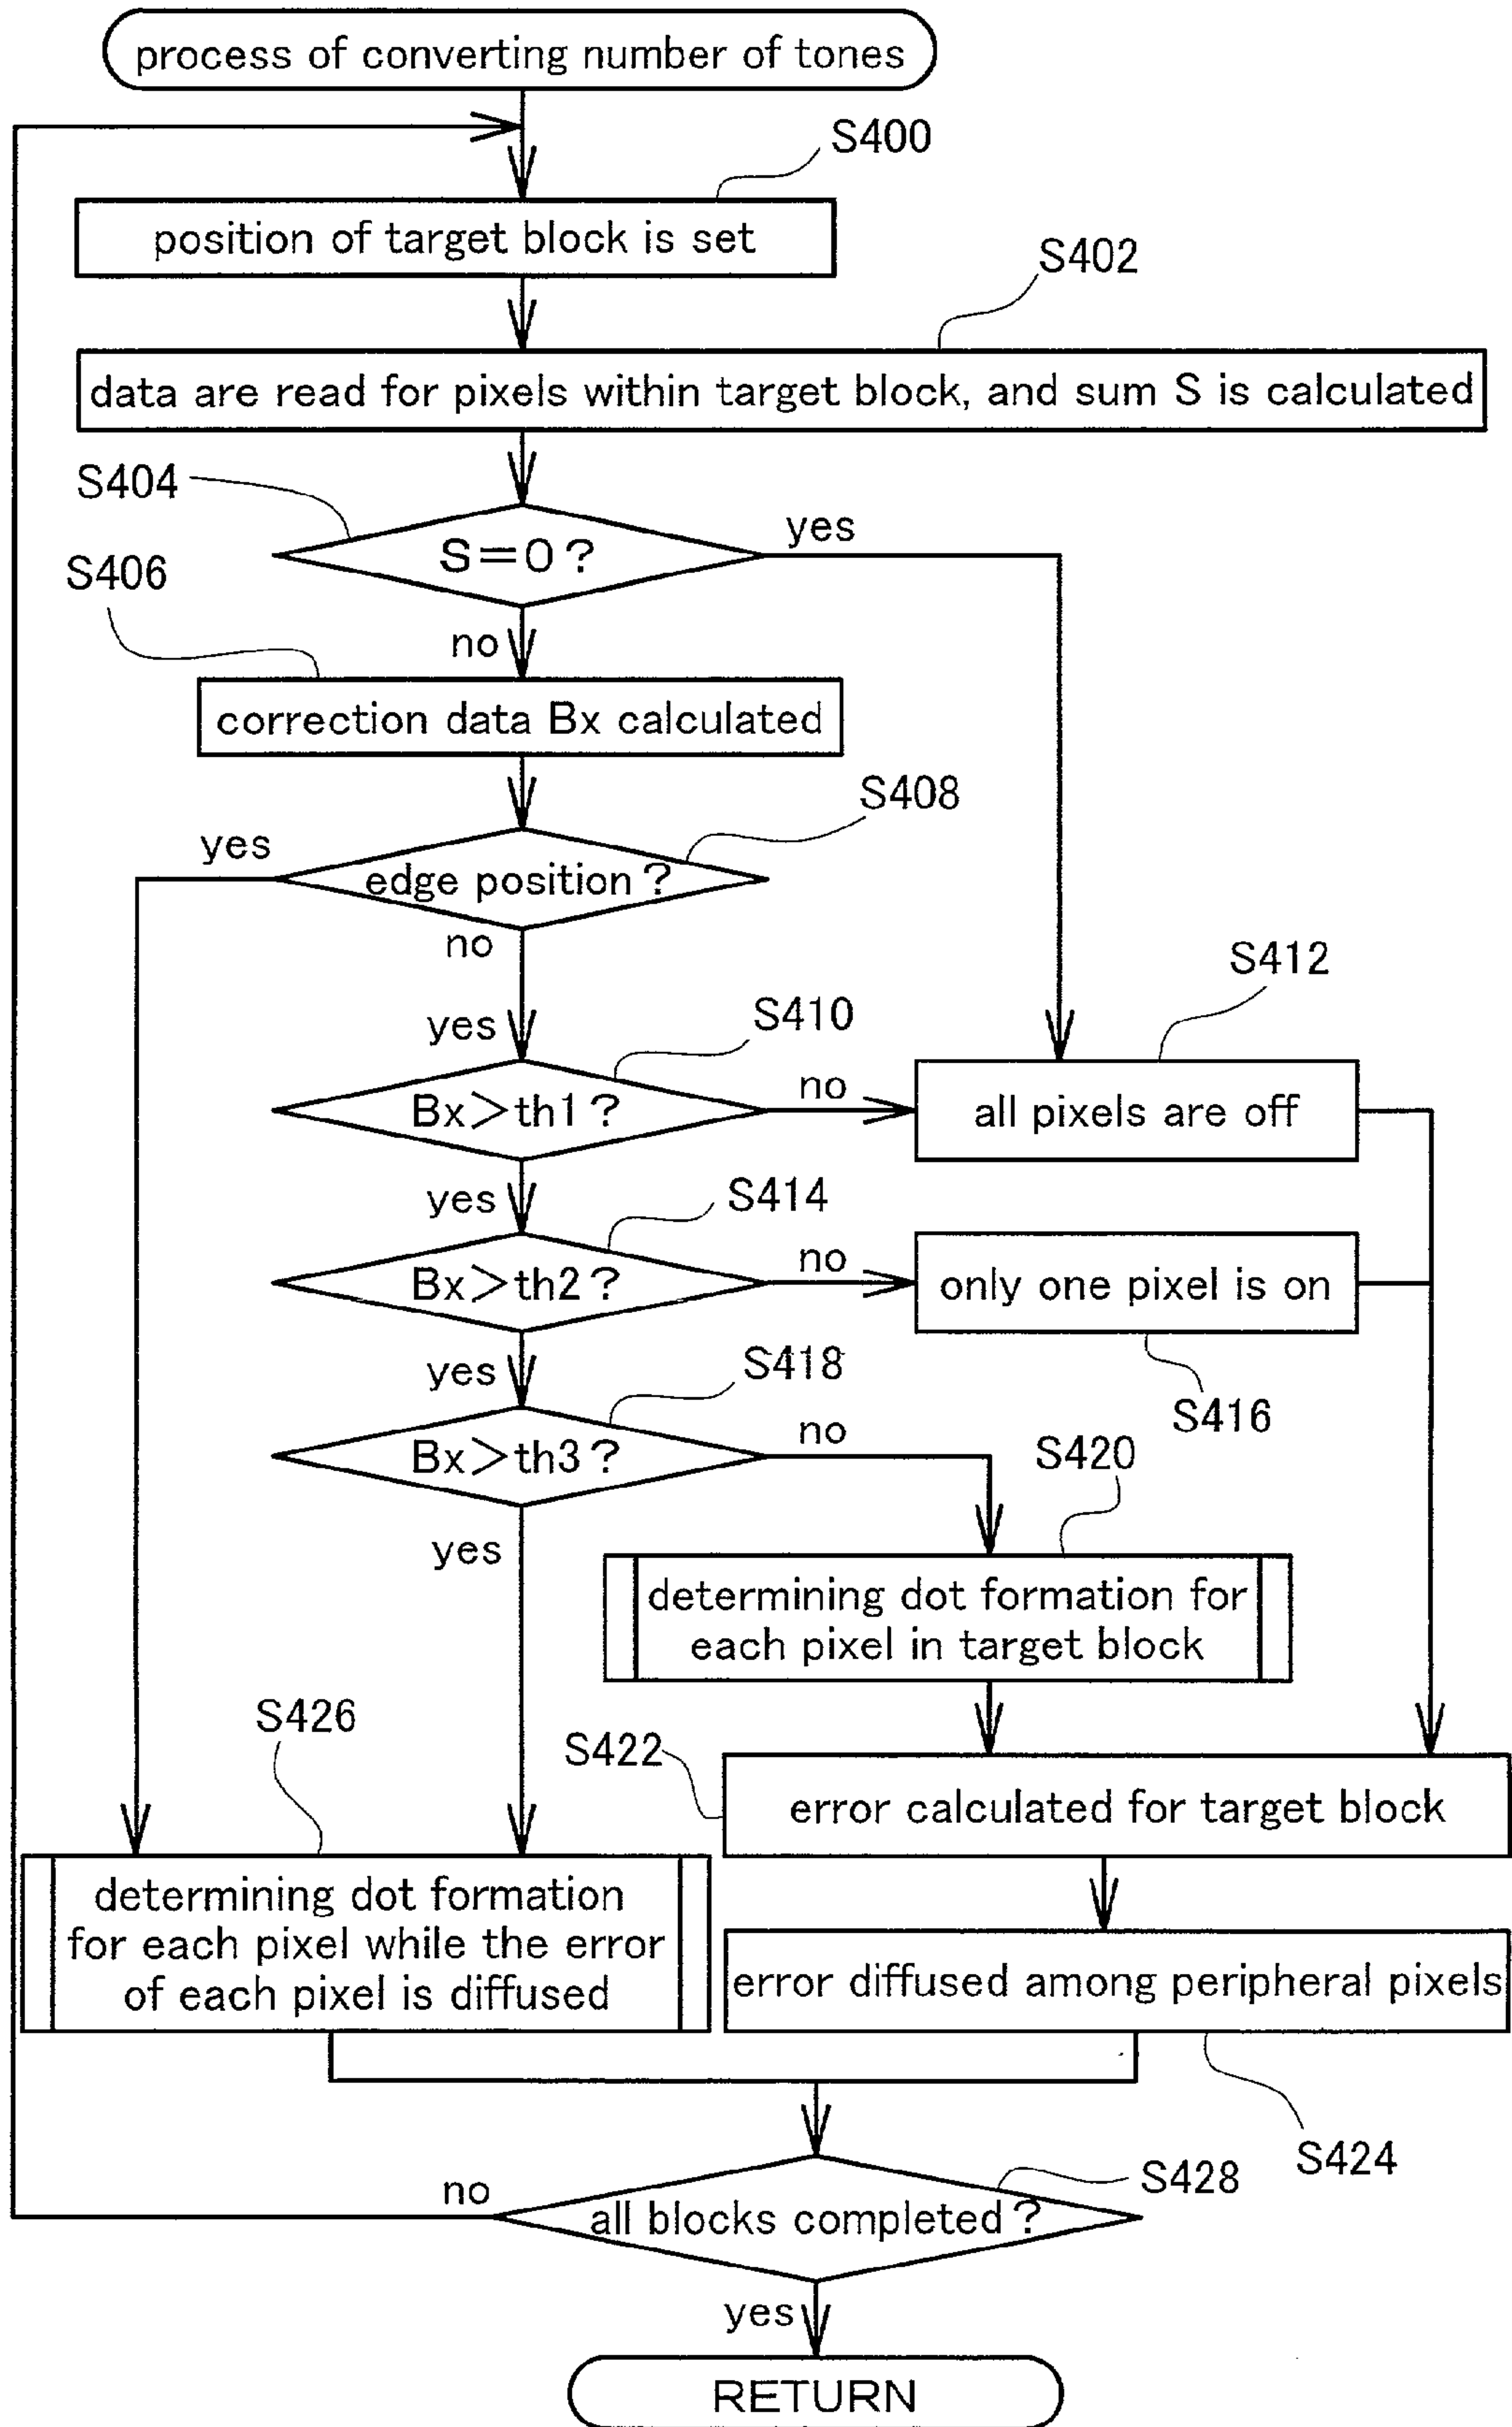 process of converting number of tones
S400
position of target block is set
S402
data are read for pixels within target block, and sum S is calculated
S404
S=0?
yes
S406
no
correction data Bx calculated
S408
yes
edge position?
no
S412
yes
S410
Bx>th1?
no
all pixels are off
yes
S414
Bx>th2?
no
only one pixel is on
yes
S418
S416
Bx>th3?
no
S420
yes
determining dot formation for
each pixel in target block
S426
S422
error calculated for target block
determining dot formation
for each pixel while the error
of each pixel is diffused
error diffused among peripheral pixels
S424
S428
no
all blocks completed?
yes
RETURN